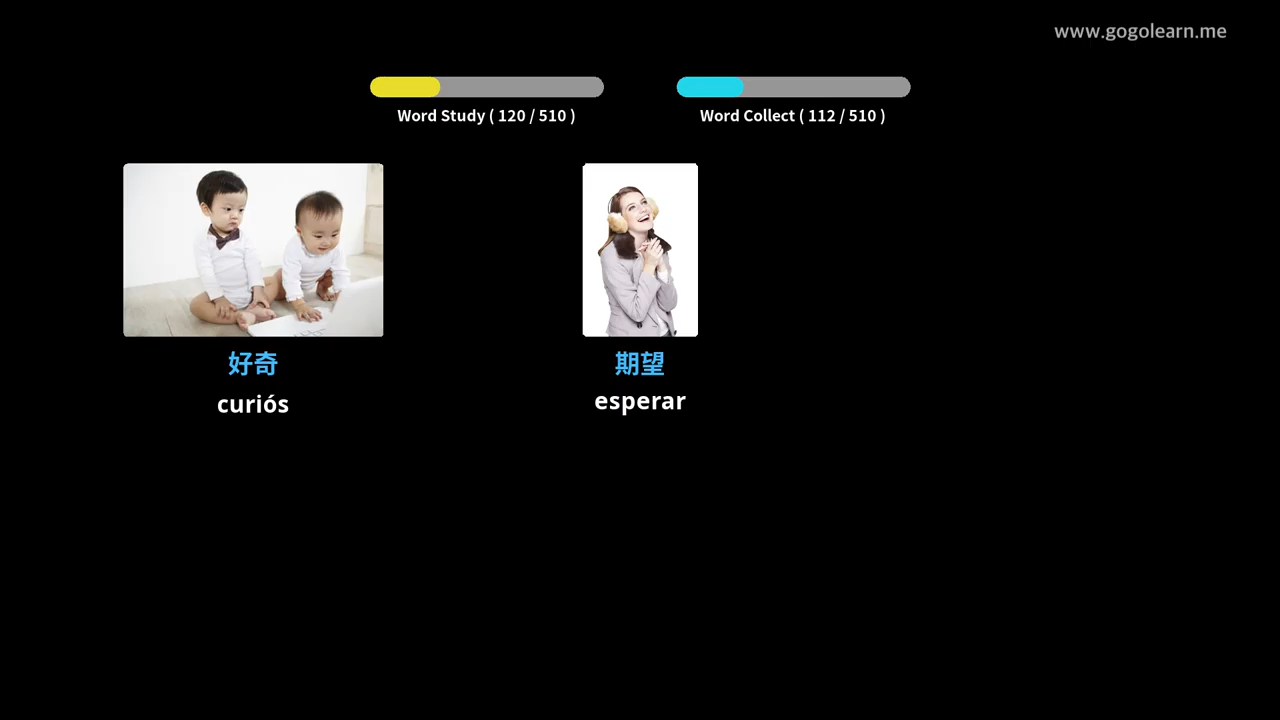 www.gogolearn.me
Word Study ( 120 / 510 )
Word Collect ( 112 / 510 )
好奇
curiós
期望
esperar